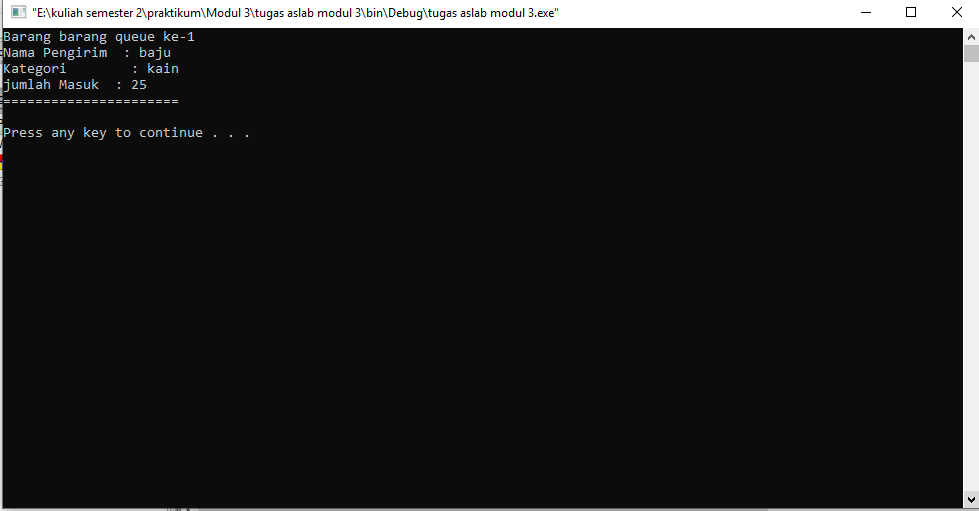 "E:\kuliah semester 2\praktikum\Modul 3\tugas aslab modul 3\bin\Debug\tugas aslab modul 3.exe"
Barang barang queue ke-1
Nama Pengirim  : baju
Kategori        : kain
jumlah Masuk  : 25
======================
Press any key to continue . . .